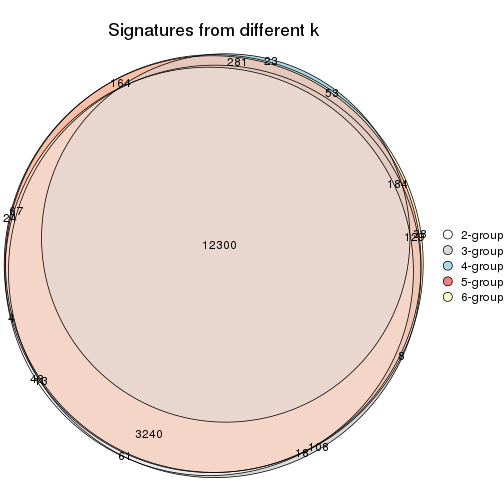 Signatures from different k
281
23
164
53
184
67
24
12300
2-group
3-group
4-group
5-group
6-group
4
8
3240
61
106